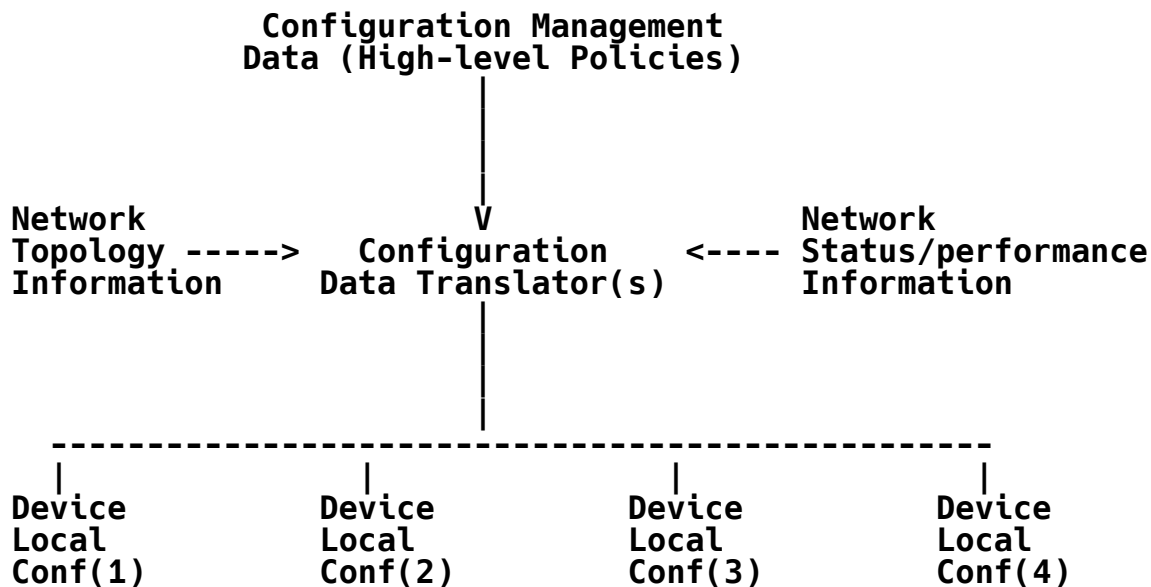 Configuration Management
Data (High-level Policies)
|
|
|
|
|
Network V Network
Topology -----> Configuration <---- Status/performance
Information Data Translator(s) Information
|
|
|
|
-------------------------------------------------
| | | |
Device Device Device Device
Local Local Local Local
Conf(1) Conf(2) Conf(3) Conf(4)